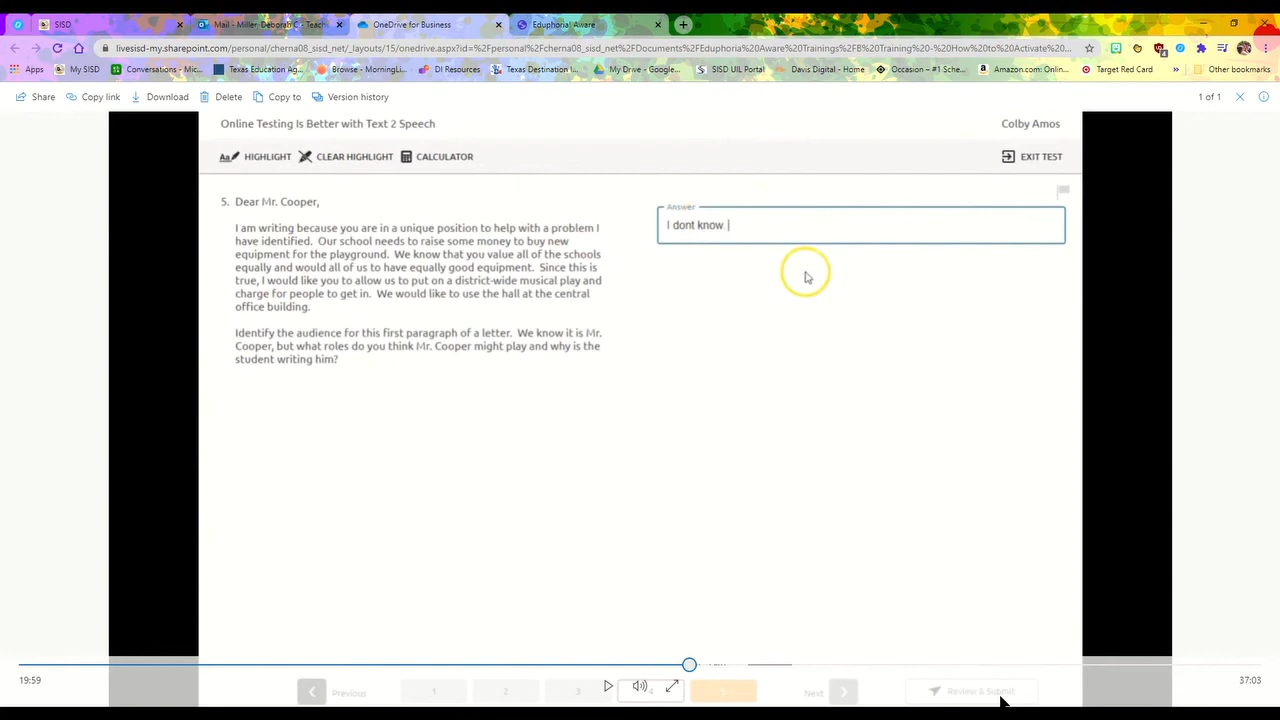 SISD
Mail - Miller Deborah C - Teach
OneDrive for Business
Eduphoria! Aware
livesisd-my.sharepoint.com/personal/cherna08_sisd_net/_layouts/15/onedrive.aspx?id=%2Fpersonal%2Fcherna08_sisd_net%2FDocuments%2FEduphoria%20Aware%20Trainings%2FB%20Training%20-%20How%20to%20Activate%20...
Apps
My SISD
Conversations - Mic...
Texas Education Ag...
Browse - MorningLi...
DI Resources
Texas Destination I...
My Drive - Google...
SISD UIL Portal
Davis Digital - Home
Occasion – #1 Sche...
Amazon.com: Onlin...
Target Red Card
»
Other bookmarks
Share
Copy link
Download
Delete
Copy to
Version history
1 of 1
Online Testing Is Better with Text 2 Speech
Colby Amos
HIGHLIGHT
CLEAR HIGHLIGHT
CALCULATOR
EXIT TEST
5. Dear Mr. Cooper,
I am writing because you are in a unique position to help with a problem I
have identified. Our school needs to raise some money to buy new
equipment for the playground. We know that you value all of the schools
equally and would all of us to have equally good equipment. Since this is
true, I would like you to allow us to put on a district-wide musical play and
charge for people to get in. We would like to use the hall at the central
office building.
Identify the audience for this first paragraph of a letter. We know it is Mr.
Cooper, but what roles do you think Mr. Cooper might play and why is the
student writing him?
Answer
I dont know
19:59
37:03
Previous
1
2
3
4
Next
Review & Submit